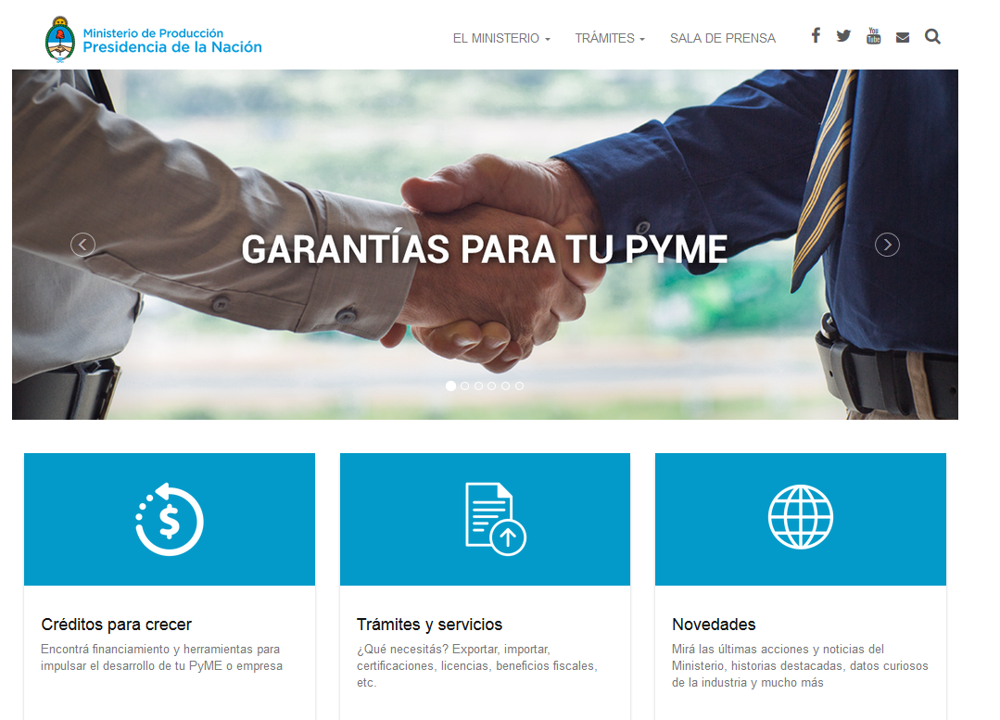 Ministerio de Producción
Presidencia de la Nación
EL MINISTERIO
TRÁMITES
SALA DE PRENSA
You
Tube
GARANTÍAS PARA TU PYME
$
Créditos para crecer
Encontrá financiamiento y herramientas para
impulsar el desarrollo de tu PyME o empresa
Trámites y servicios
¿Qué necesitás? Exportar, importar,
certificaciones, licencias, beneficios fiscales,
etc.
Novedades
Mirá las últimas acciones y noticias del
Ministerio, historias destacadas, datos curiosos
de la industria y mucho más